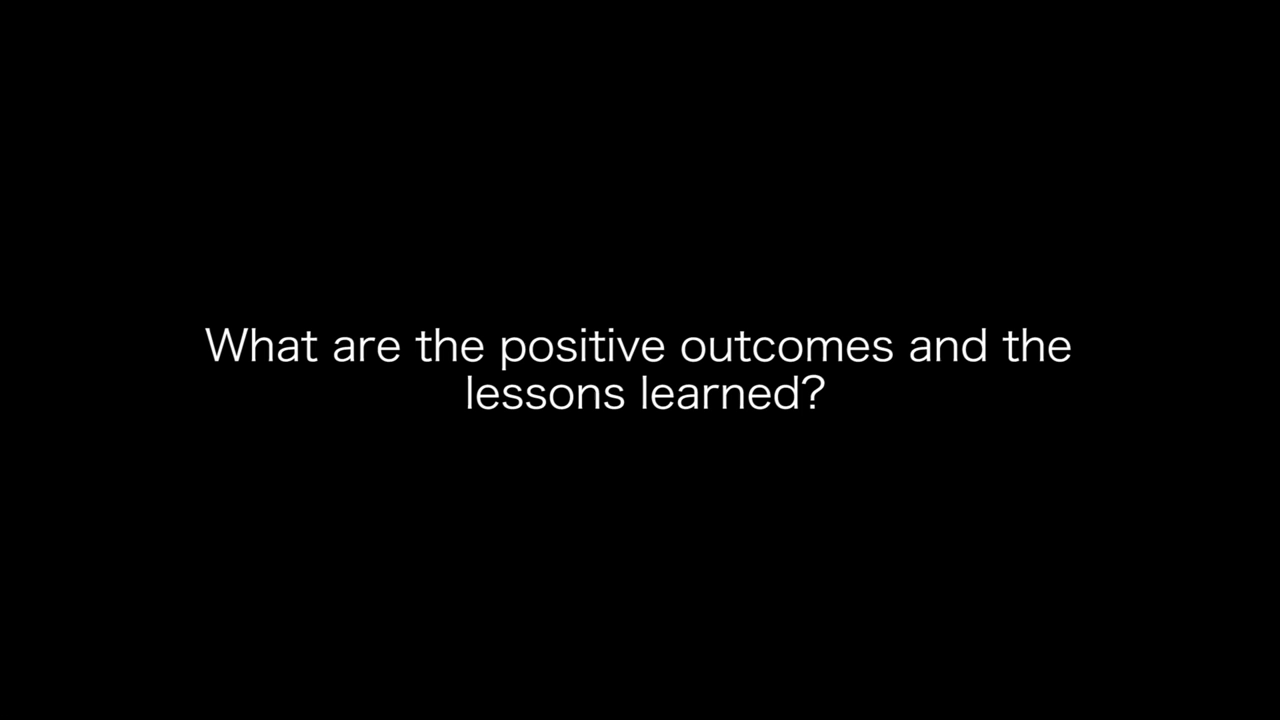 What are the positive outcomes and the
lessons learned?